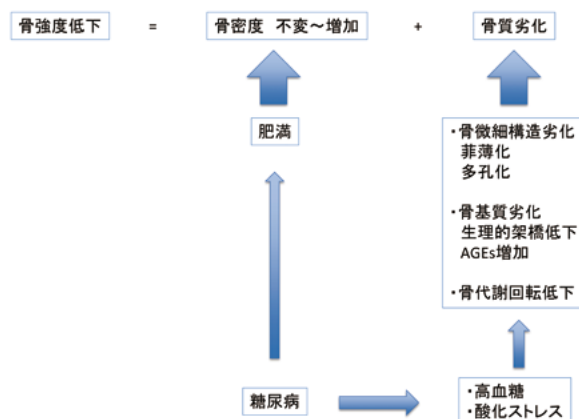 骨強度低下 = 骨密度 不変～増加 + 骨質劣化
肥満
・骨微細構造劣化
菲薄化
多孔化
・骨基質劣化
生理的架橋低下
AGEs増加
・骨代謝回転低下
糖尿病
・高血糖
・酸化ストレス